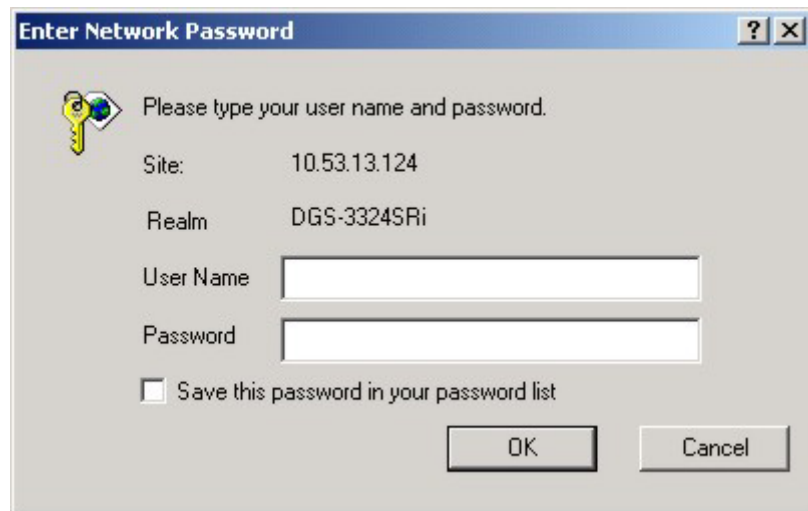 Enter Network Password
Please type your user name and password.
Site: 10.53.13.124
Realm DGS-3324SRi
User Name
Password
Save this password in your password list
OK Cancel